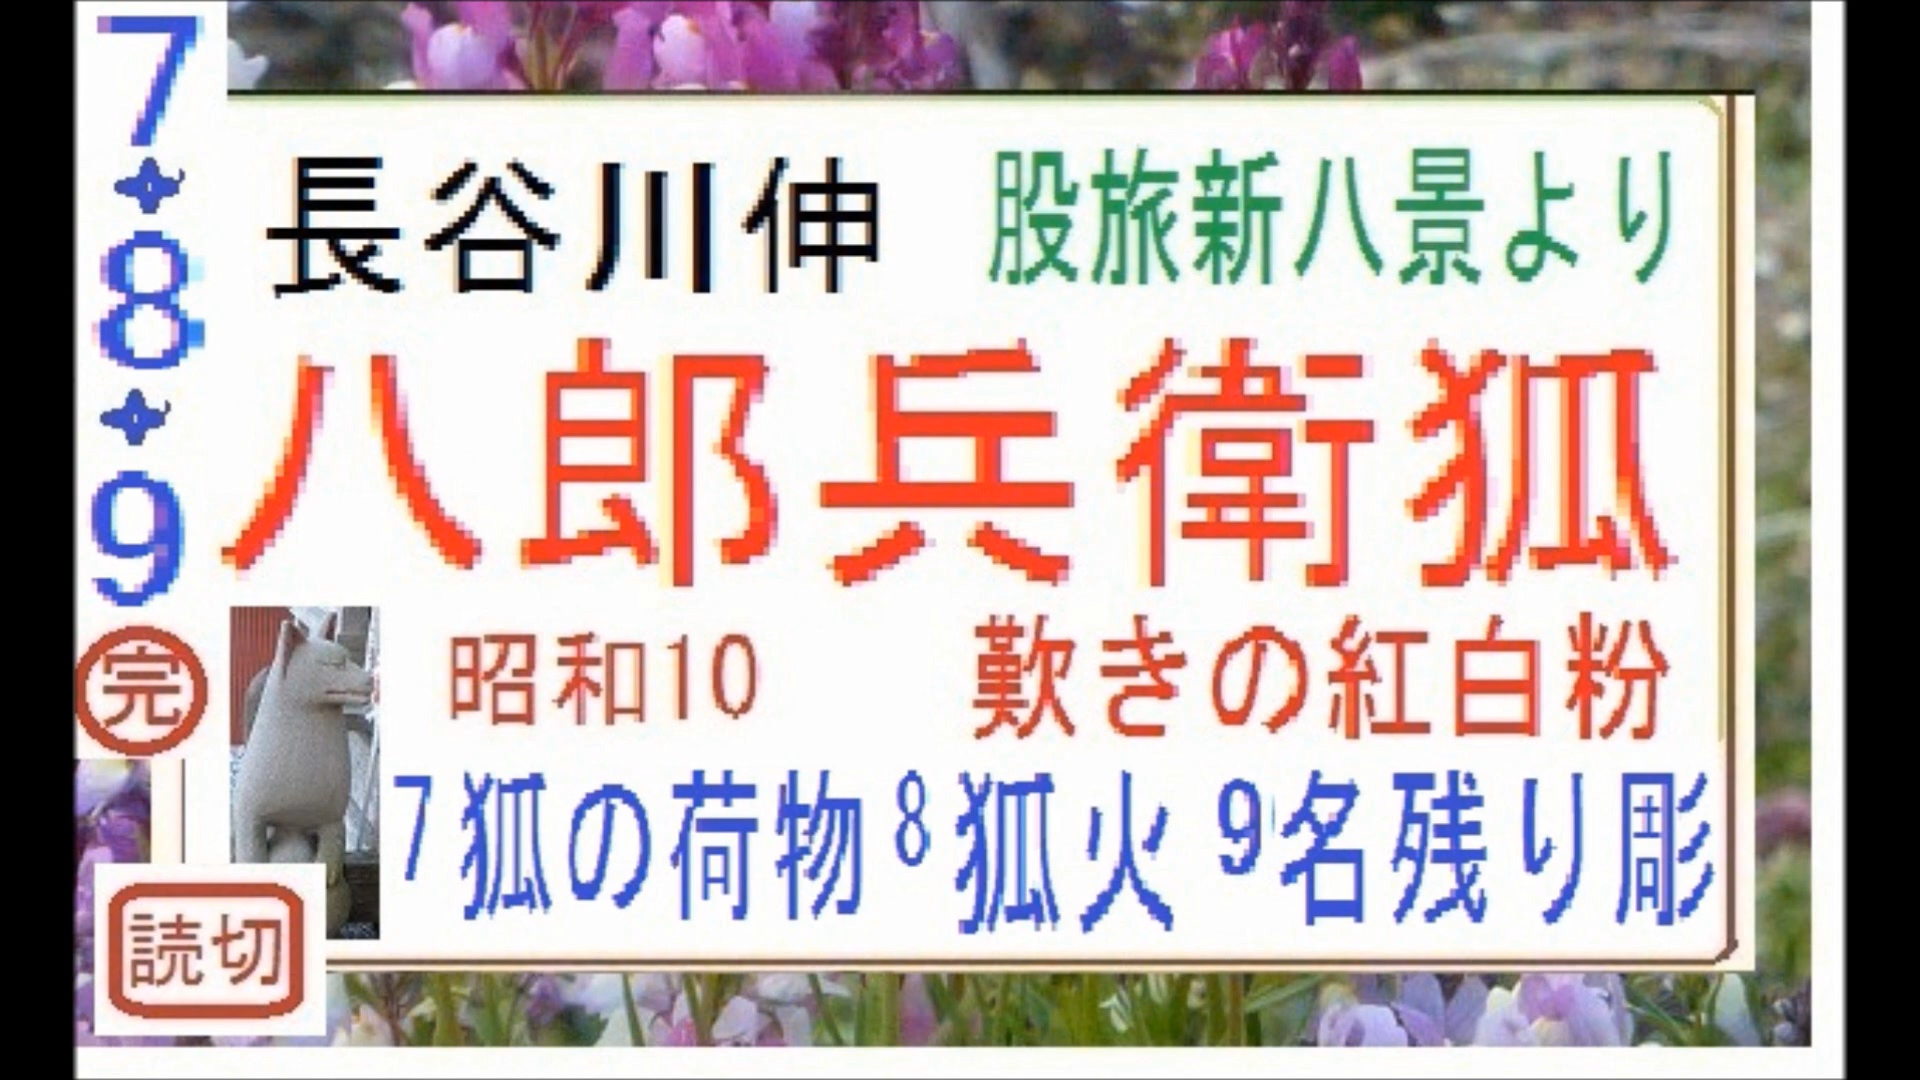 7
8
9
完
長谷川伸 股旅新八景より
八郎兵衛狐
昭和10 歎きの紅白粉
7狐の荷物 8狐火 9名残り彫
読切